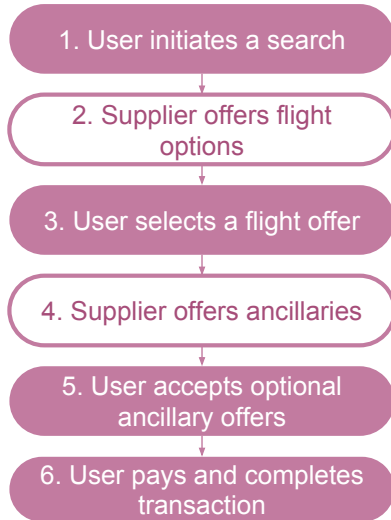 1. User initiates a search
2. Supplier offers flight
options
3. User selects a flight offer
4. Supplier offers ancillaries
5. User accepts optional
ancillary offers
6. User pays and completes
transaction